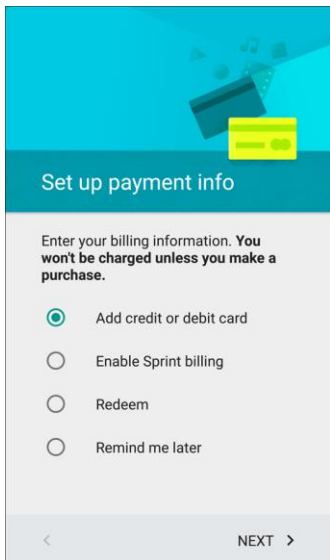 Set up payment info
Enter your billing information. You
won't be charged unless you make a
purchase.
Add credit or debit card
Enable Sprint billing
Redeem
Remind me later
NEXT